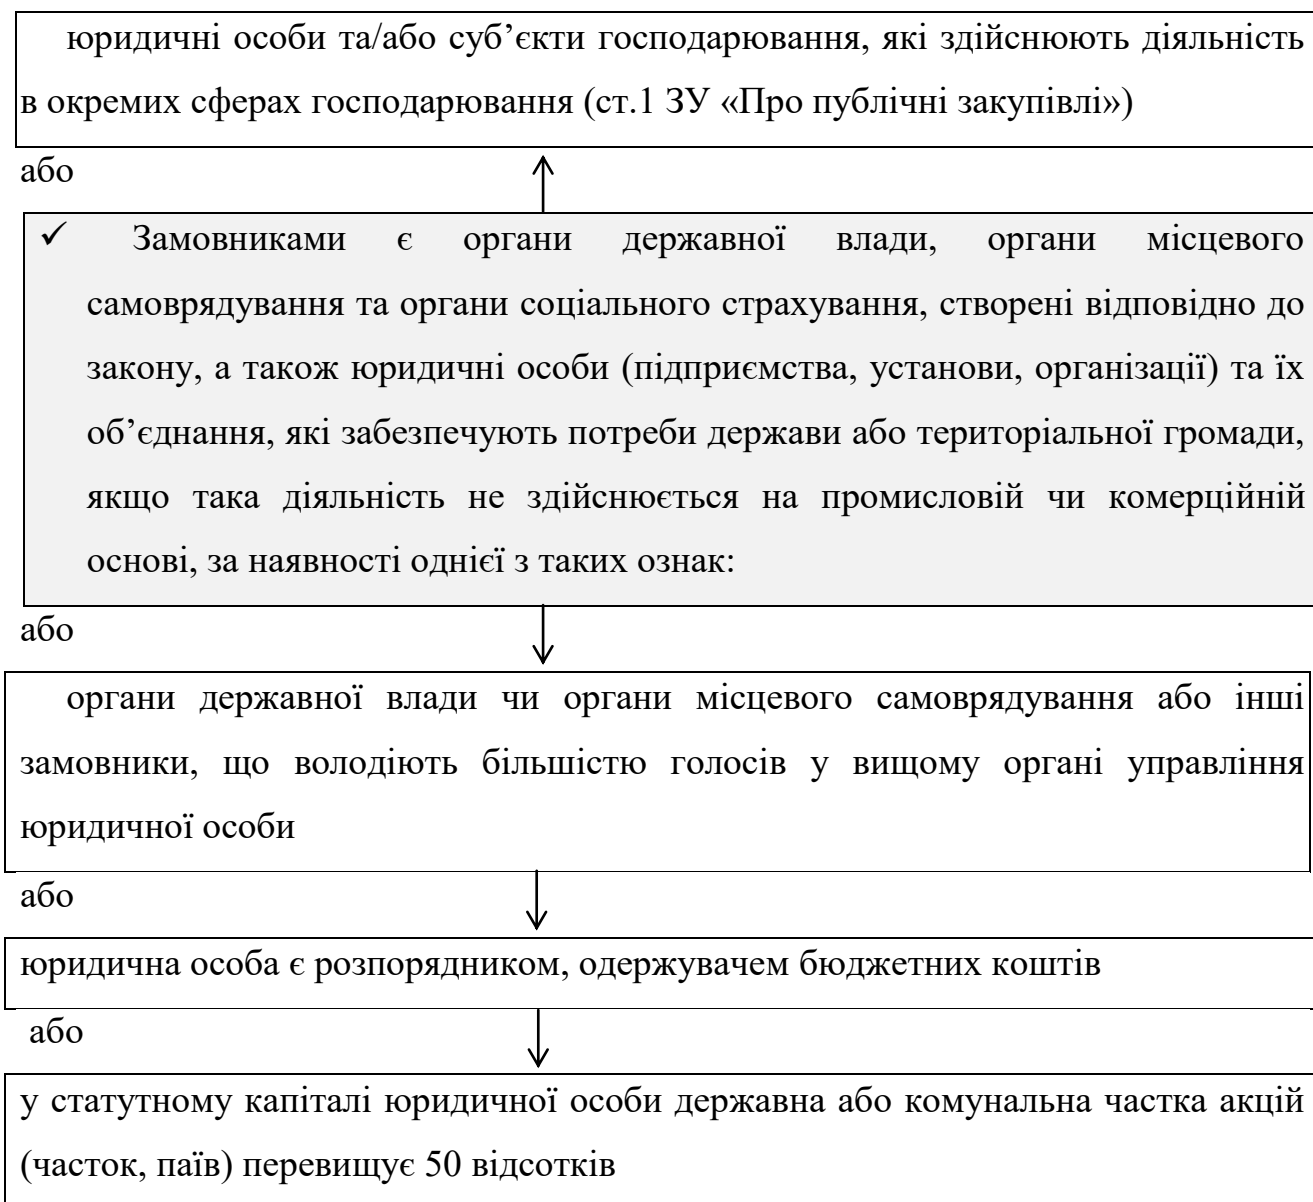 юридичні особи та/або суб’єкти господарювання, які здійснюють діяльність
в окремих сферах господарювання (ст.1 ЗУ «Про публічні закупівлі»)
або
✓ Замовниками є органи державної влади, органи місцевого
самоврядування та органи соціального страхування, створені відповідно до
закону, а також юридичні особи (підприємства, установи, організації) та їх
об’єднання, які забезпечують потреби держави або територіальної громади,
якщо така діяльність не здійснюється на промисловій чи комерційній
основі, за наявності однієї з таких ознак:
або
органи державної влади чи органи місцевого самоврядування або інші
замовники, що володіють більшістю голосів у вищому органі управління
юридичної особи
або
юридична особа є розпорядником, одержувачем бюджетних коштів
або
у статутному капіталі юридичної особи державна або комунальна частка акцій
(часток, паїв) перевищує 50 відсотків